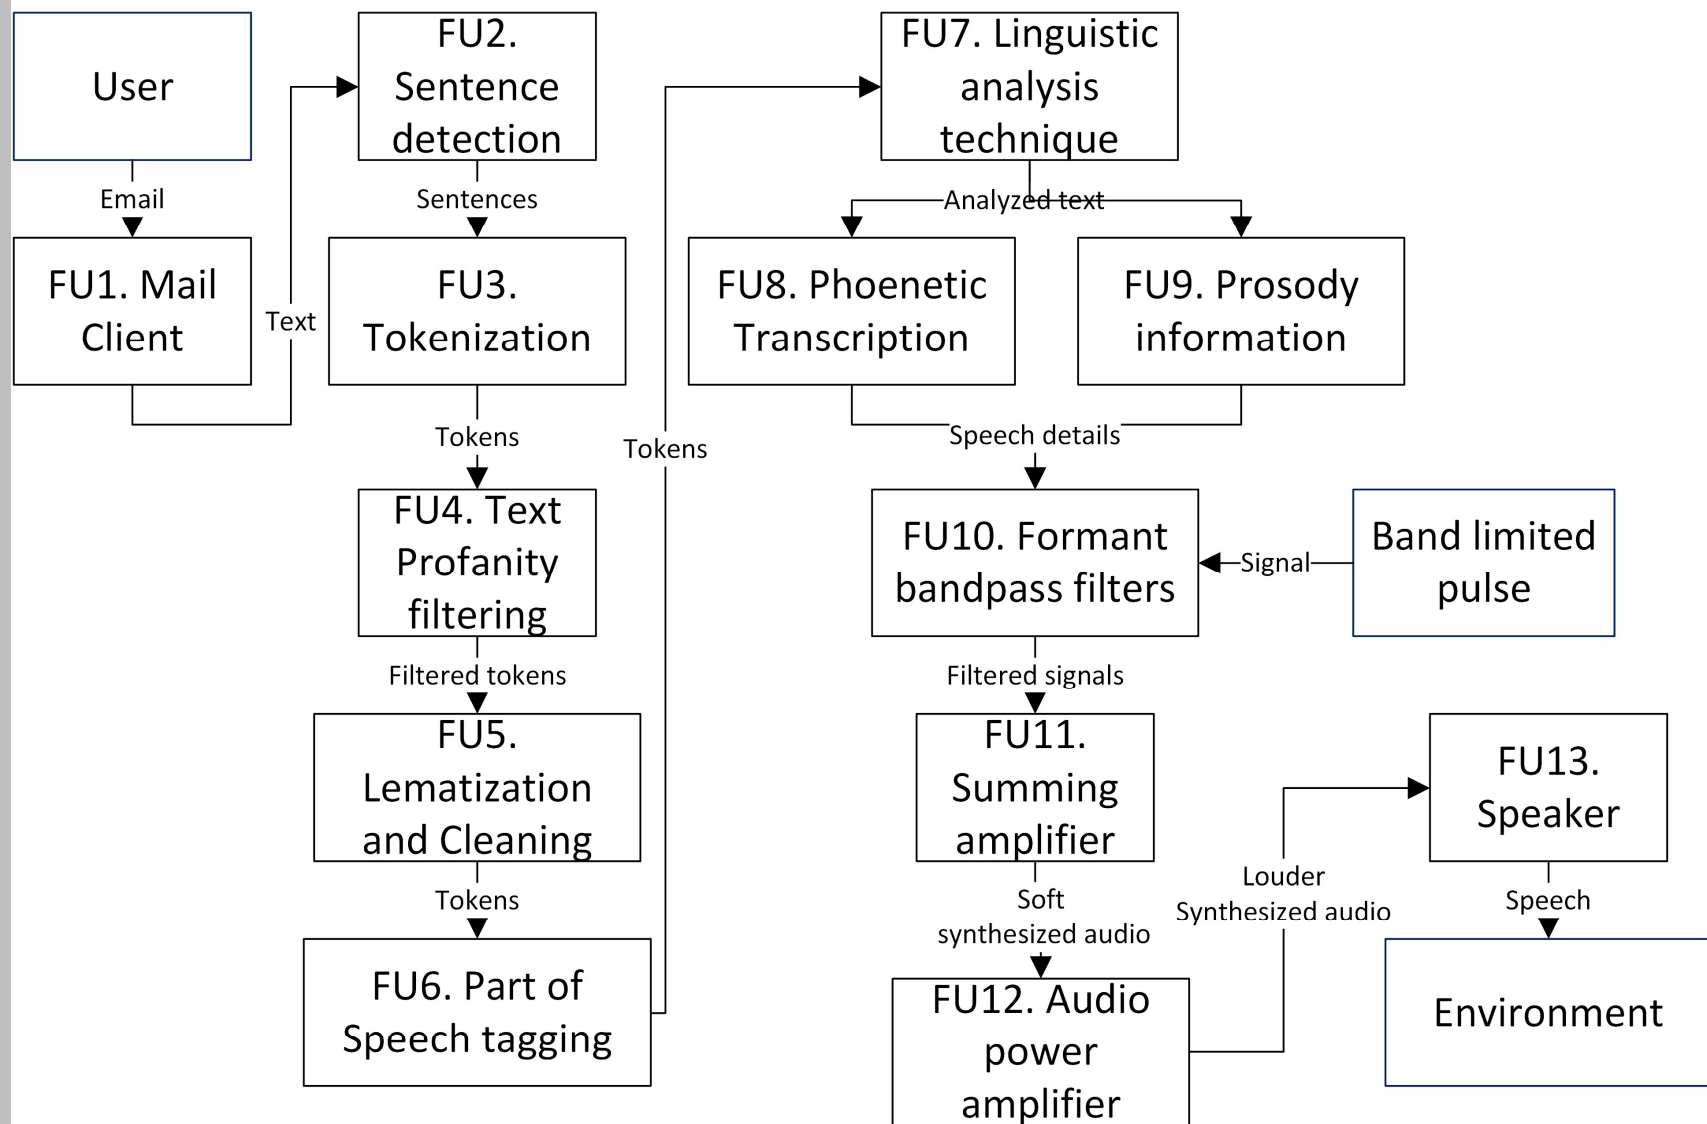 User
Email
FU1. Mail
Client
Text
FU2.
Sentence
detection
Sentences
FU3.
Tokenization
Tokens
FU4. Text
Profanity
filtering
Filtered tokens
FU5.
Lematization
and Cleaning
Tokens
FU6. Part of
Speech tagging
Tokens
FU7. Linguistic
analysis
technique
Analyzed text
FU8. Phoenetic
Transcription
FU9. Prosody
information
Speech details
FU10. Formant
bandpass filters
Signal
Band limited
pulse
Filtered signals
FU11.
Summing
amplifier
Soft
synthesized audio
FU12. Audio
power
amplifier
Louder
Synthesized audio
FU13.
Speaker
Speech
Environment